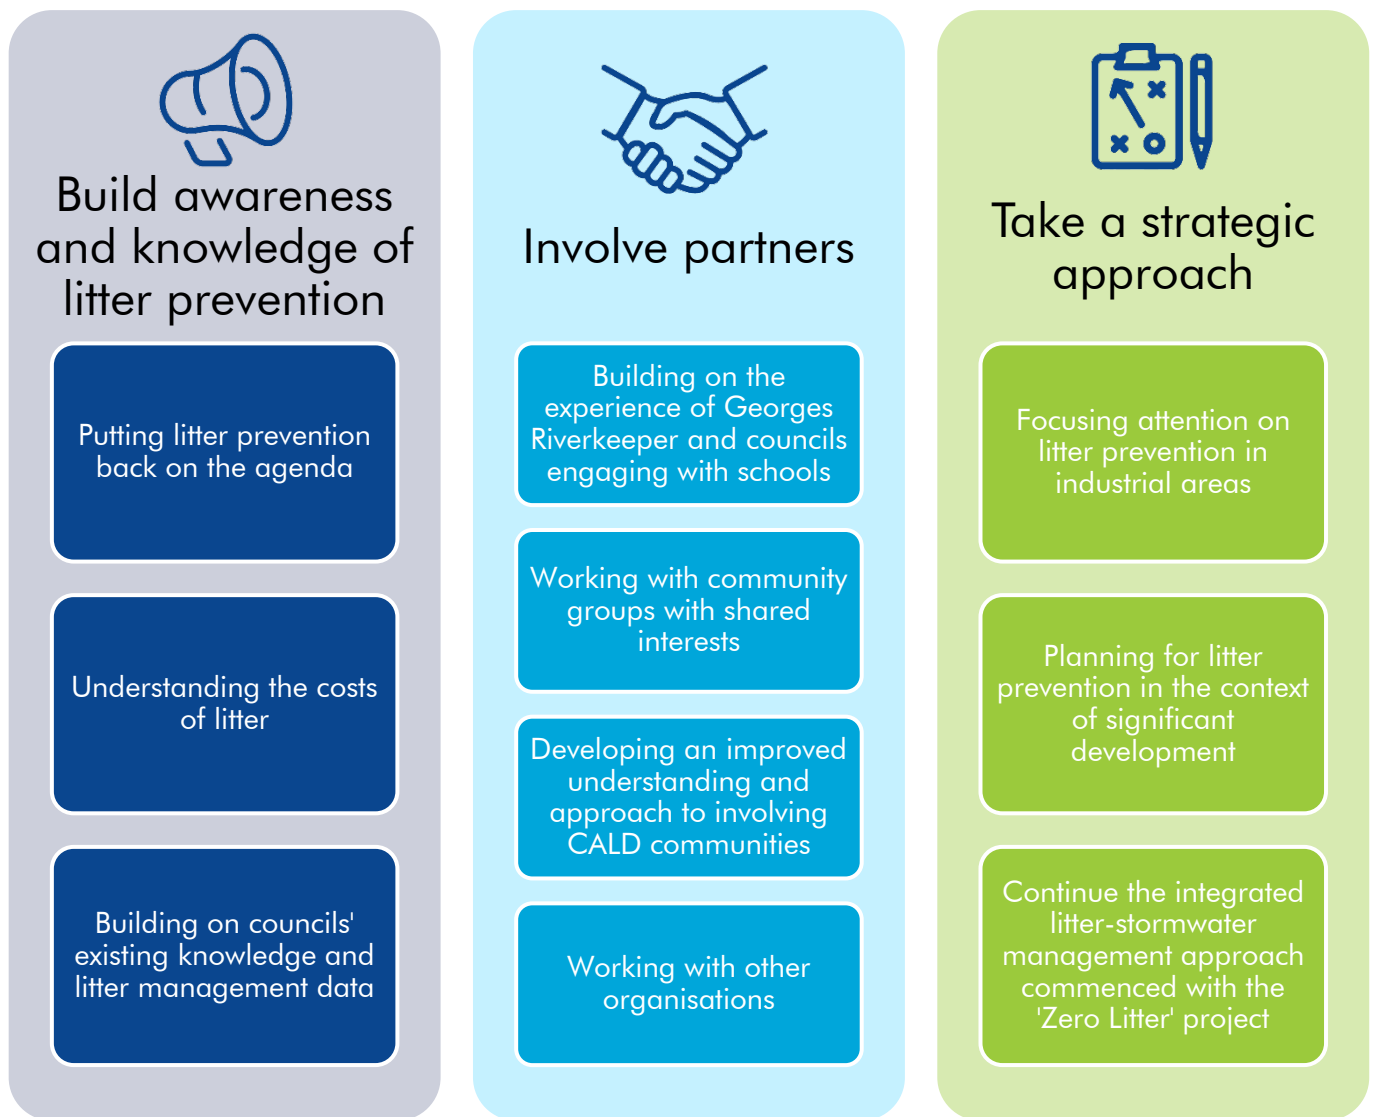 Build awareness
and knowledge of
litter prevention
Putting litter prevention
back on the agenda
Understanding the costs
of litter
Building on councils'
existing knowledge and
litter management data
Involve partners
Building on the
experience of Georges
Riverkeeper and councils
engaging with schools
Working with community
groups with shared
interests
Developing an improved
understanding and
approach to involving
CALD communities
Working with other
organisations
Take a strategic
approach
Focusing attention on
litter prevention in
industrial areas
Planning for litter
prevention in the context
of significant
development
Continue the integrated
litter-stormwater
management approach
commenced with the
'Zero Litter' project